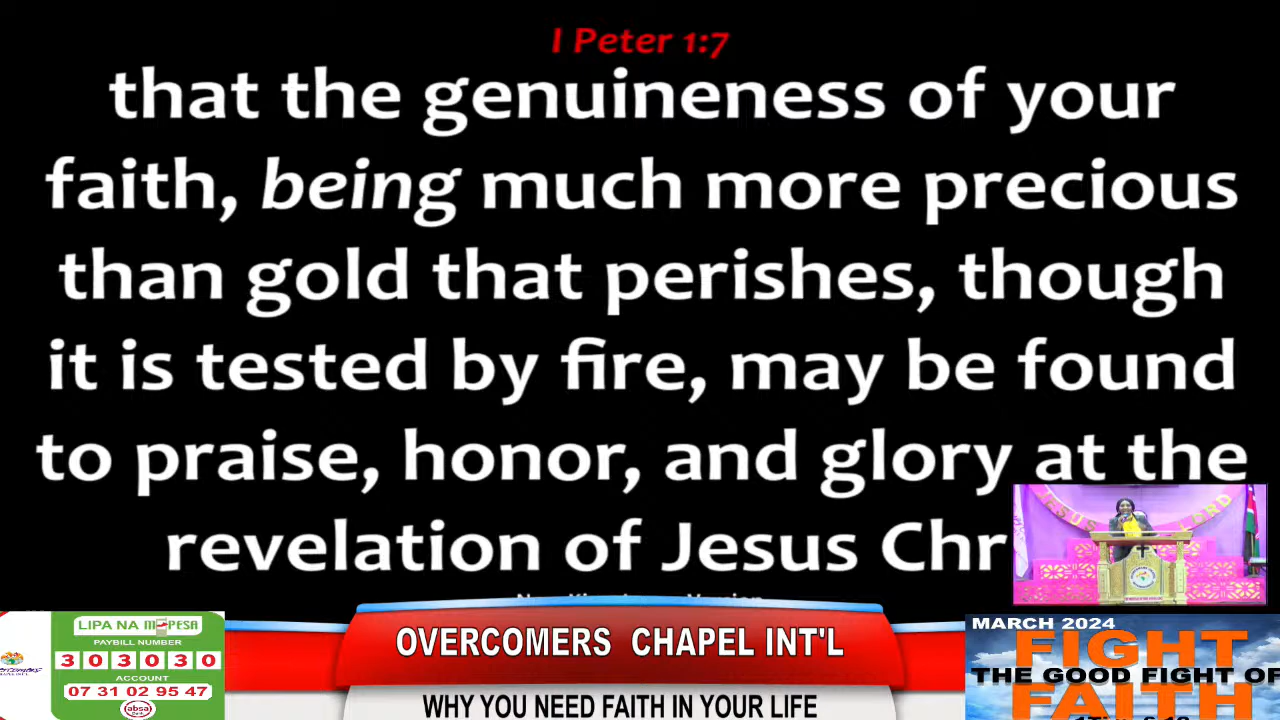 I Peter 1:7
that the genuineness of your
faith, being much more precious
than gold that perishes, though
it is tested by fire, may be found
to praise, honor, and glory at the
revelation of Jesus Chr
JESUS LORD
LIPA NA M-PESA
PAYBILL NUMBER
303030
ACCOUNT
07 31 02 95 47
absa
OVERCOMERS CHAPEL INT'L
WHY YOU NEED FAITH IN YOUR LIFE
MARCH 2024
FIGHT
THE GOOD FIGHT OF
FAITH